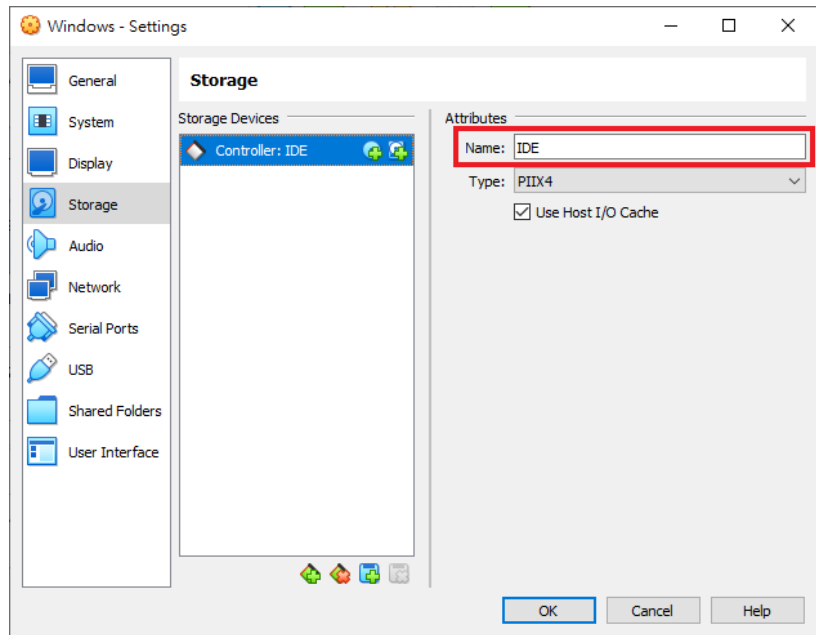 Windows - Settings
General
System
Display
Storage
Audio
Network
Serial Ports
USB
Shared Folders
User Interface
Storage
Storage Devices
Controller: IDE
Attributes
Name: IDE
Type: PIIX4
Use Host I/O Cache
OK Cancel Help